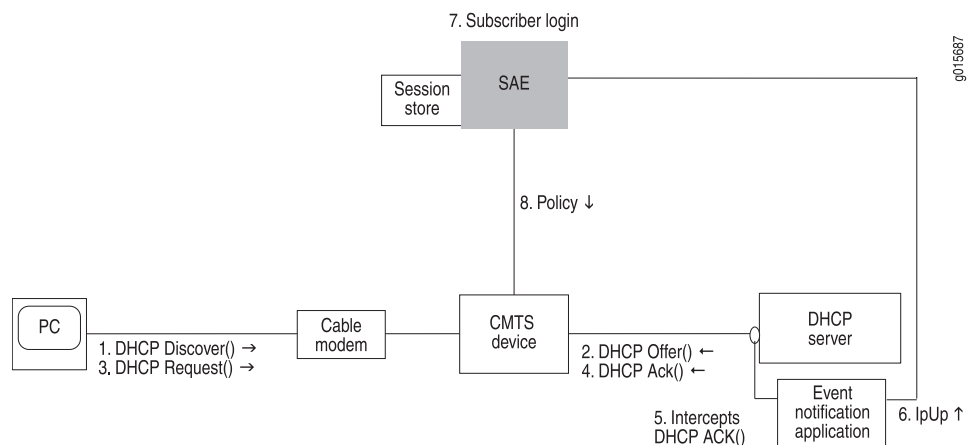 7. Subscriber login
g015687
Session
store
SAE
8. Policy ↓
PC
Cable
modem
CMTS
device
DHCP
server
1. DHCP Discover() →
3. DHCP Request() →
2. DHCP Offer() ←
4. DHCP Ack() ←
5. Intercepts
DHCP ACK()
Event
notification
application
6. IpUp ↑